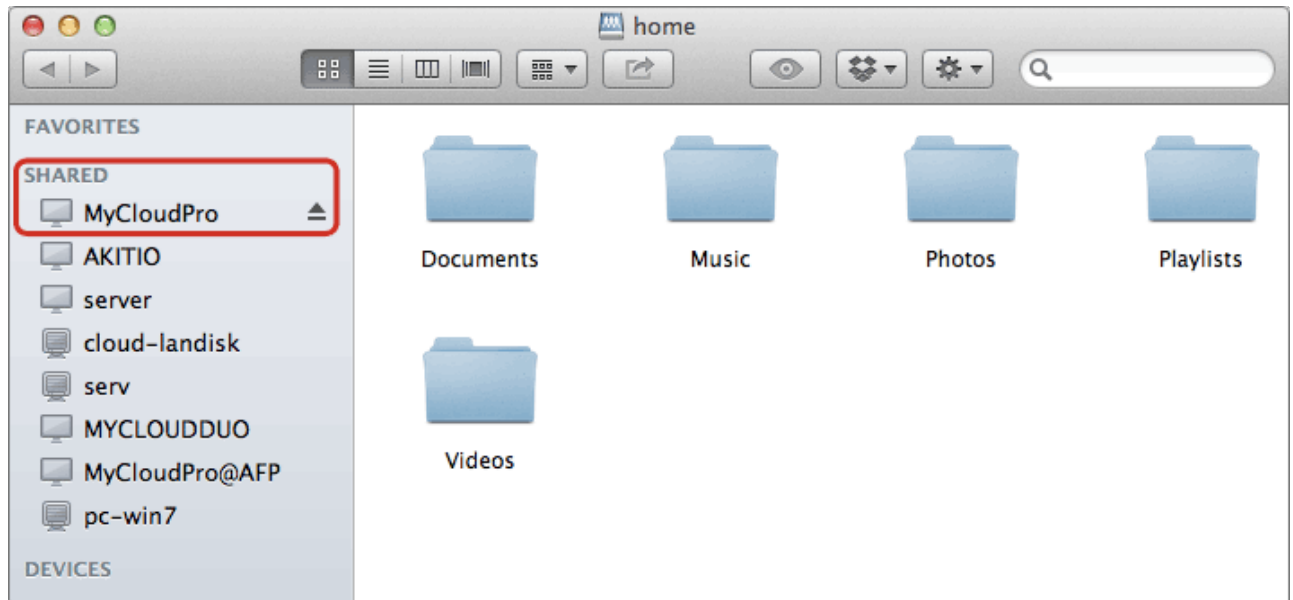 home
FAVORITES
SHARED
MyCloudPro
AKITIO
server
cloud-landisk
serv
MYCLOUDDUO
MyCloudPro@AFP
pc-win7
DEVICES
Documents Music Photos Playlists
Videos